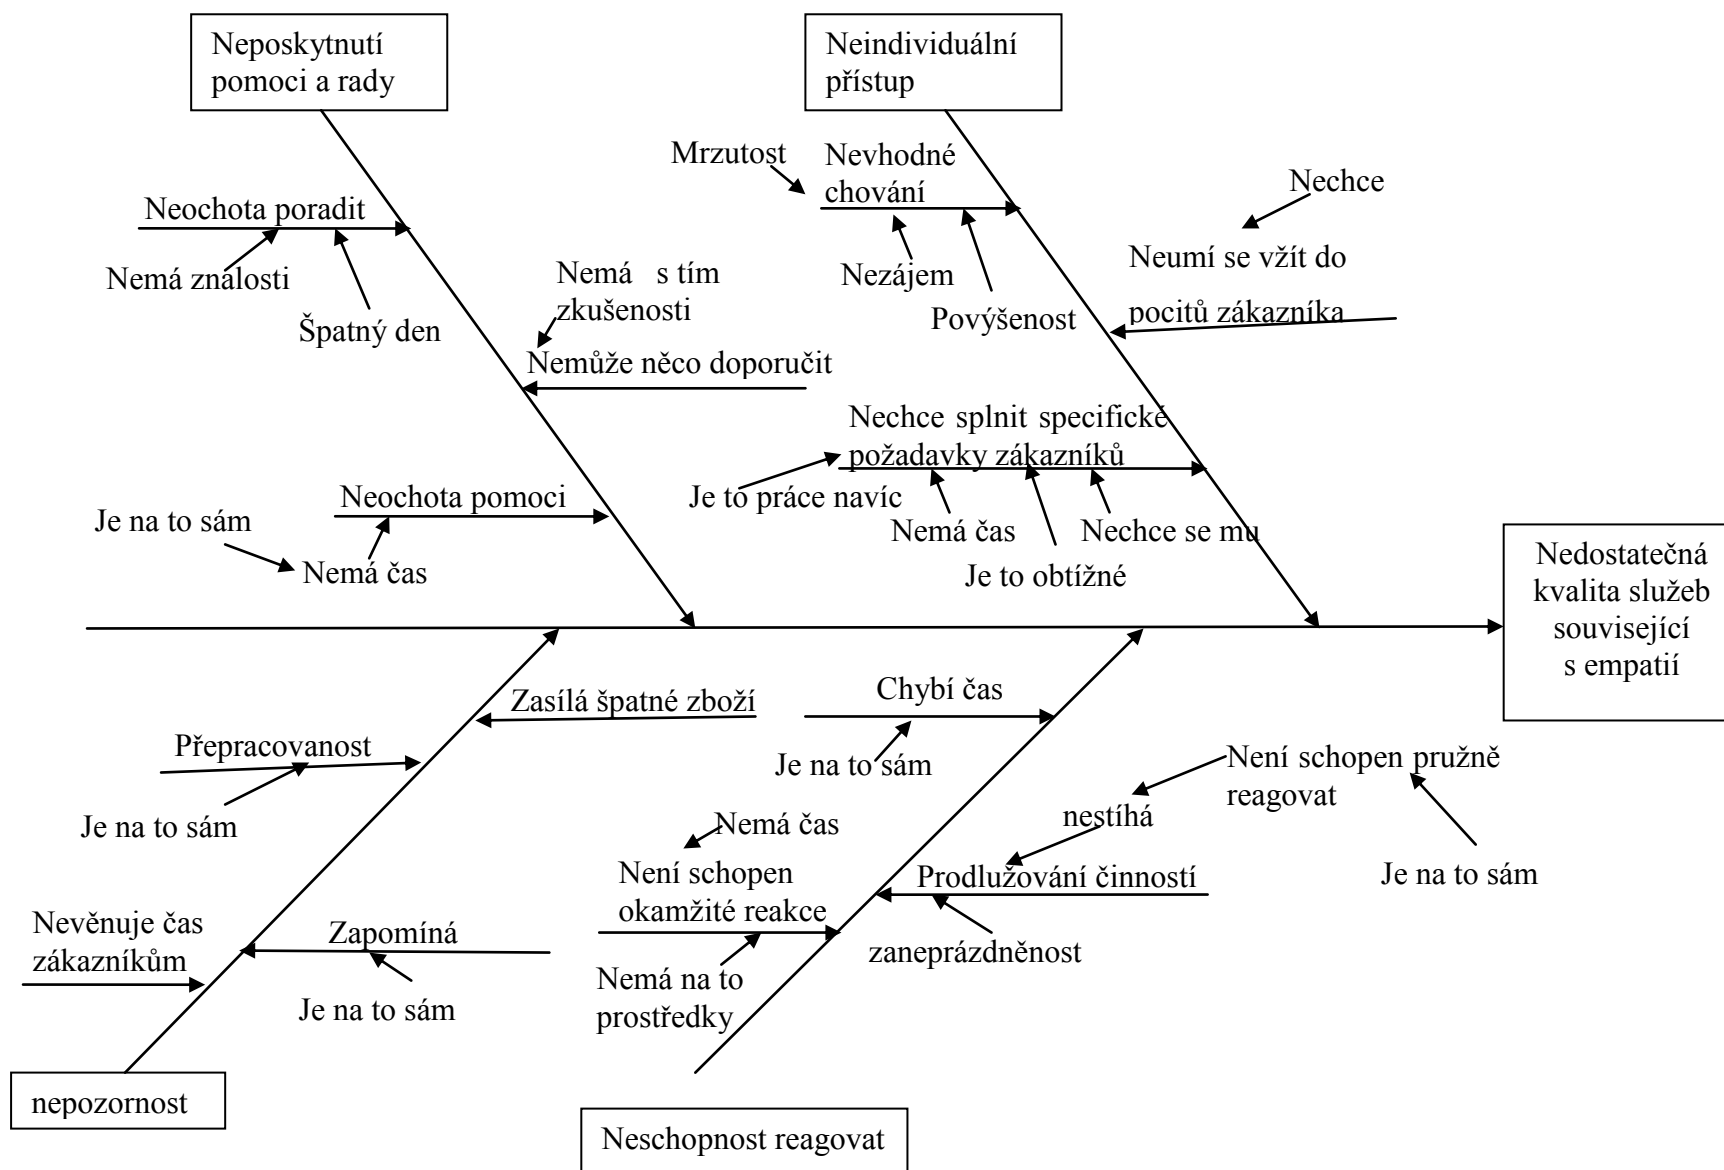 Neposkytnutí
pomoci a rady
Neindividuální
přístup
Mrzutost
Nevhodné
chování
Nechce
Neochota poradit
Nemá
s tím
zkušenosti
Neumí se vžít do
pocitů zákazníka
Nemá ználosti
Nezájem
Špatný den
Povýšenost
Nemůže něco doporučit
Nechce splnit specifické
požadavky zákazníků
Neochota pomoci
Je to práce navíc
Je na to sám
Nemá čas
Nechce se mu
Nemá čas
Je to obtížné
Nedostatečná
kvalita služeb
související
s empatií
Zasílá špatné zboží
Chybí čas
Přepracovanost
Je na to sám
Není schopen pružně
reagovat
Je na to sám
Nemá čas
nestíhá
Není schopen
okamžité reakce
Prodlužování činností
Je na to sám
Nevěnuje čas
zákazníkům
Zapomíná
zaneprázdněnost
Je na to sám
Nemá na to
prostředky
nepozornost
Neschopnost reagovat